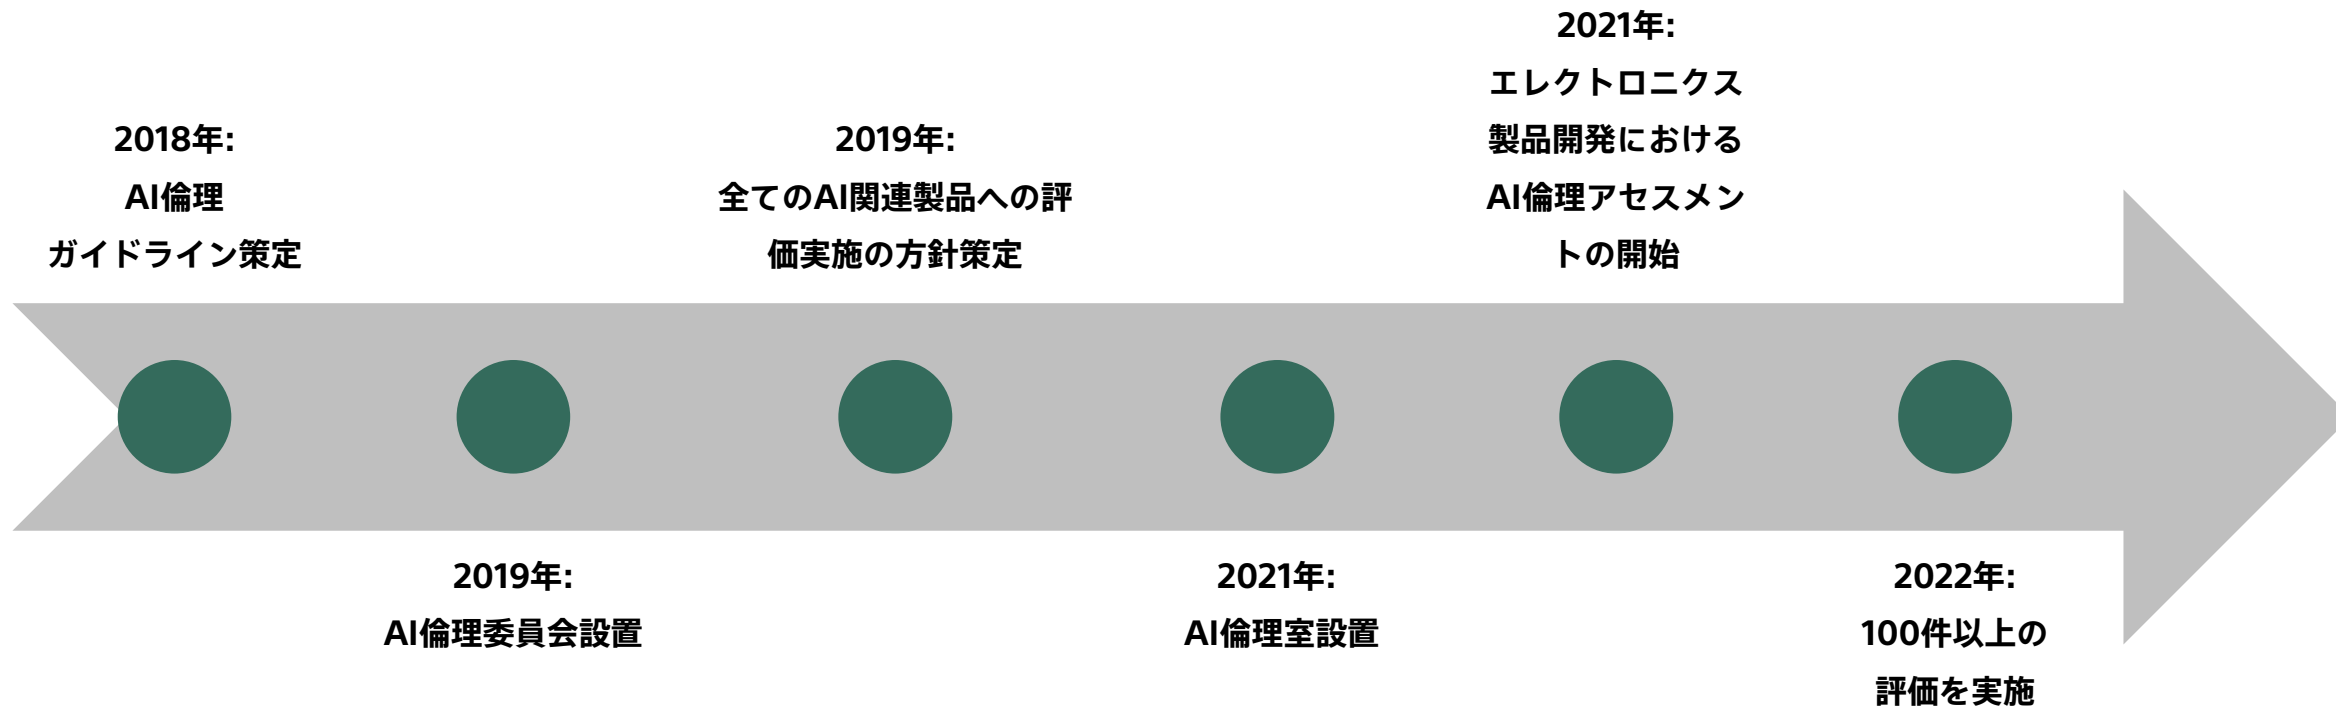 2018年:
AI倫理
ガイドライン策定
2019年:
AI倫理委員会設置
2019年:
全てのAI関連製品への評
価実施の方針策定
2021年:
AI倫理室設置
2021年:
エレクトロニクス
製品開発における
AI倫理アセスメン
トの開始
2022年:
100件以上の
評価を実施